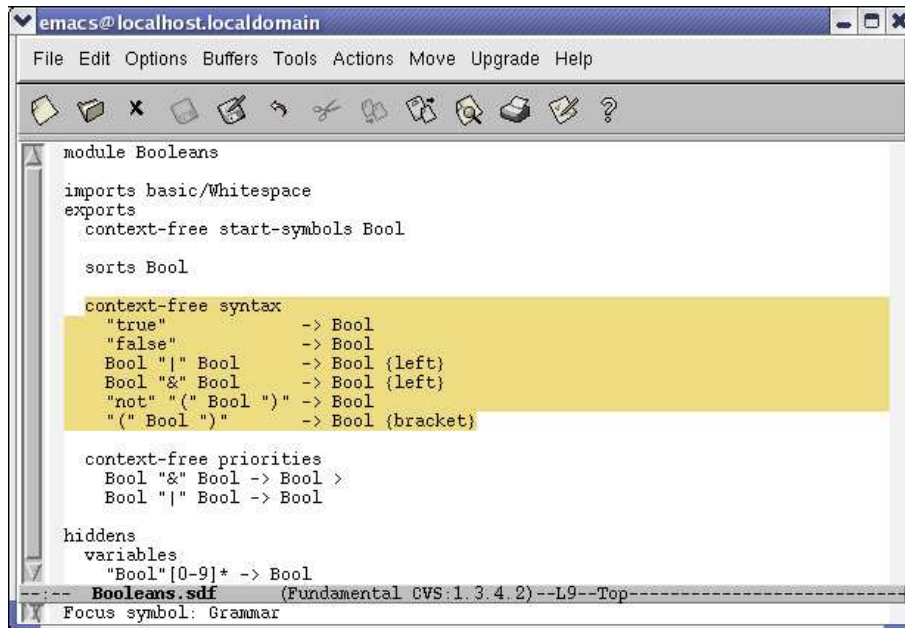 emacs@localhost.localdomain
File Edit Options Buffers Tools Actions Move Upgrade Help
module Booleans
imports basic/Whitespace
exports
context-free start-symbols Bool
sorts Bool
context-free syntax
"true" -> Bool
"false" -> Bool
Bool "|" Bool -> Bool {left}
Bool "&" Bool -> Bool {left}
"not" "(" Bool ")" -> Bool
"(" Bool ")" -> Bool {bracket}
context-free priorities
Bool "&" Bool -> Bool >
Bool "|" Bool -> Bool
hiddens
variables
"Bool"[0-9]* -> Bool
--:-- Booleans.sdf (Fundamental CVS:1.3.4.2)--L9--Top--------------------------
Focus symbol: Grammar